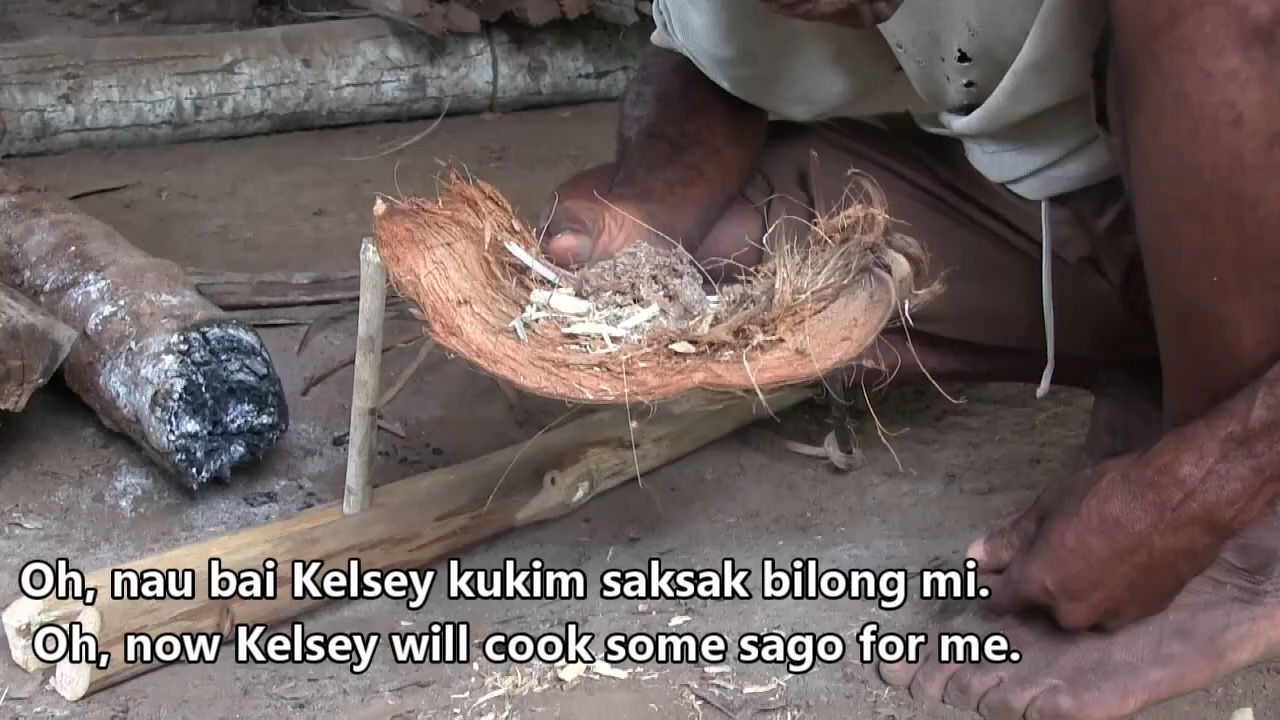 Oh, nau bai Kelsey kukim saksak bilong mi.
Oh, now Kelsey will cook some sago for me.